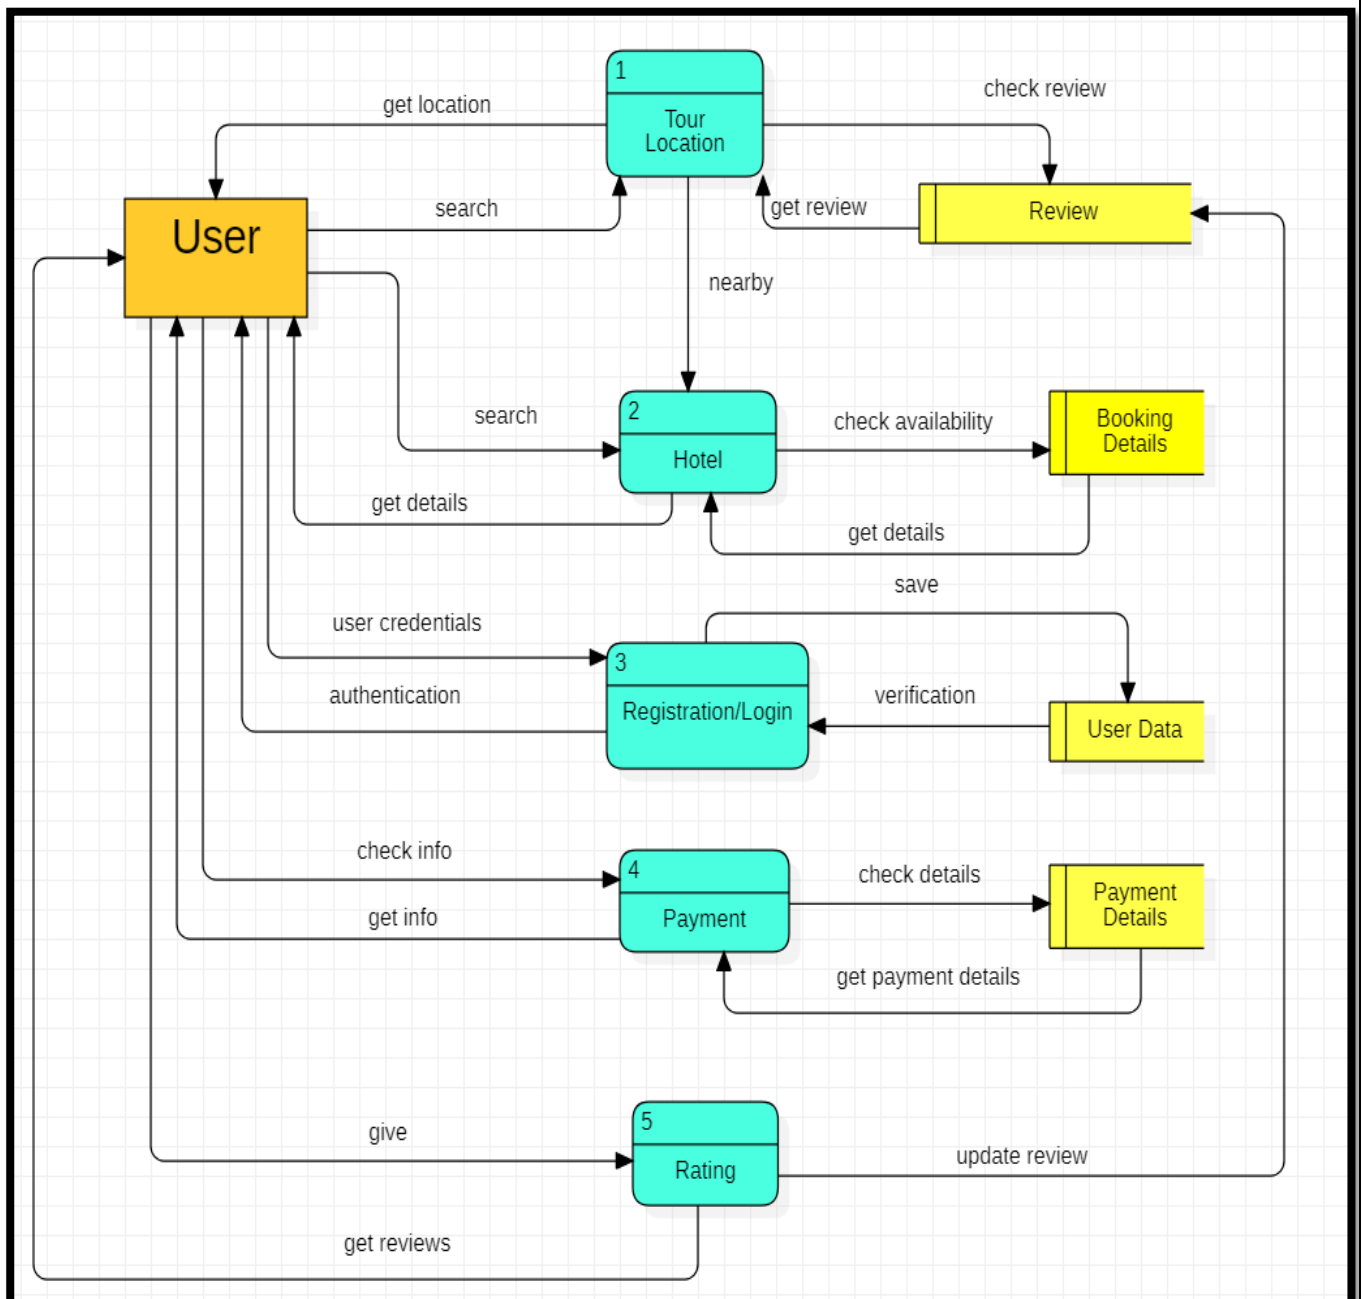 1
Tour
Location
check review
get location
search
get review
Review
User
nearby
2
Hotel
search
check availability
Booking
Details
get details
get details
save
user credentials
3
Registration/Login
authentication
verification
User Data
check info
4
Payment
check details
Payment
Details
get info
get payment details
5
Rating
give
update review
get reviews